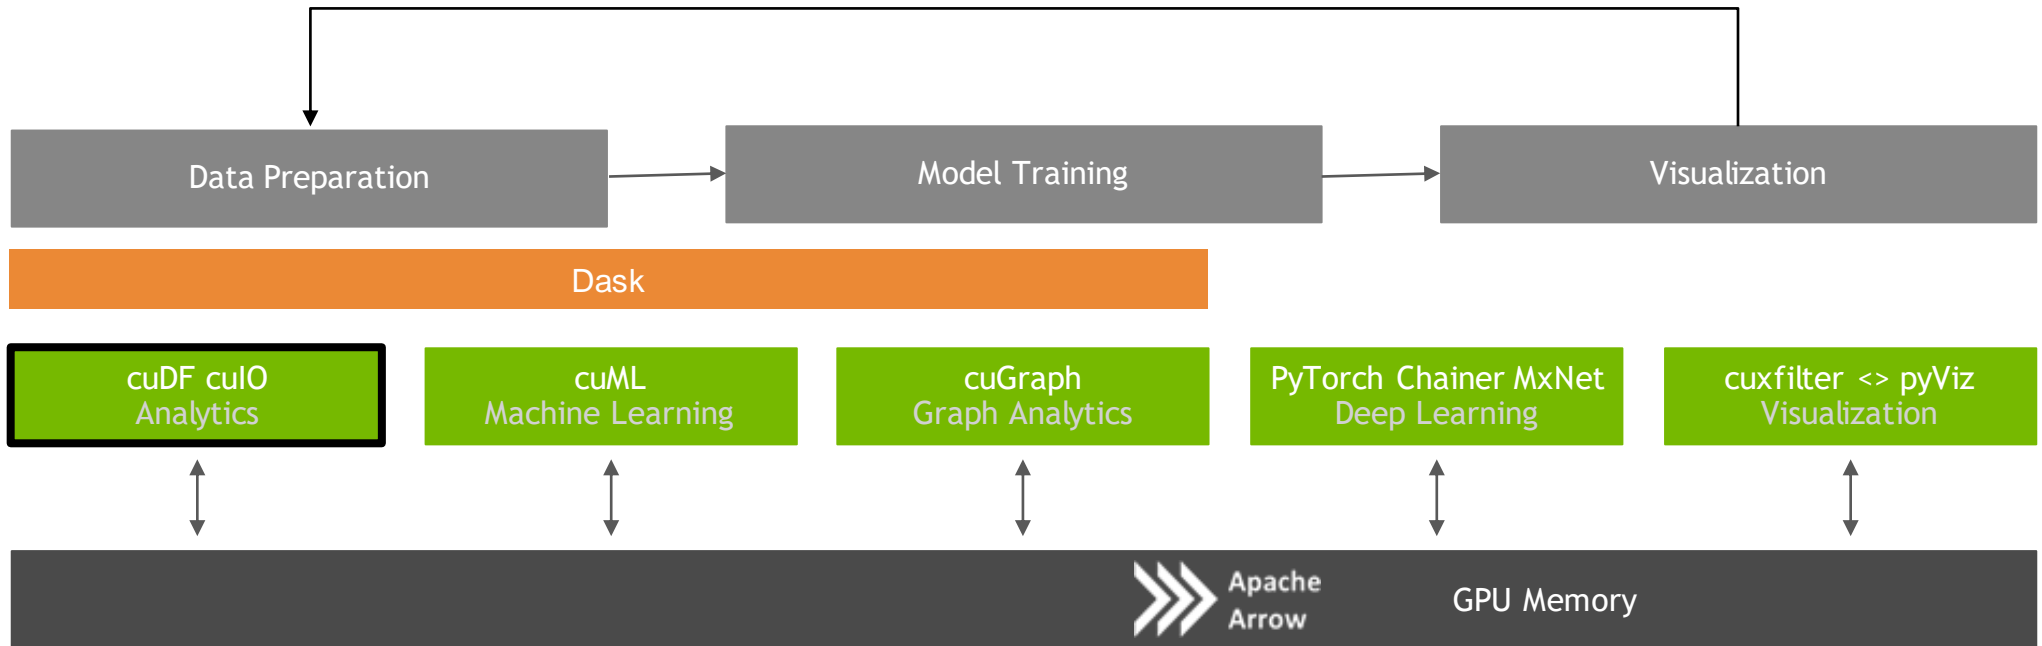 Data Preparation
Model Training
Visualization
Dask
cuDF cuIO
Analytics
cuML
Machine Learning
cuGraph
Graph Analytics
PyTorch Chainer MxNet
Deep Learning
cuxfilter <> pyViz
Visualization
Apache
Arrow
GPU Memory